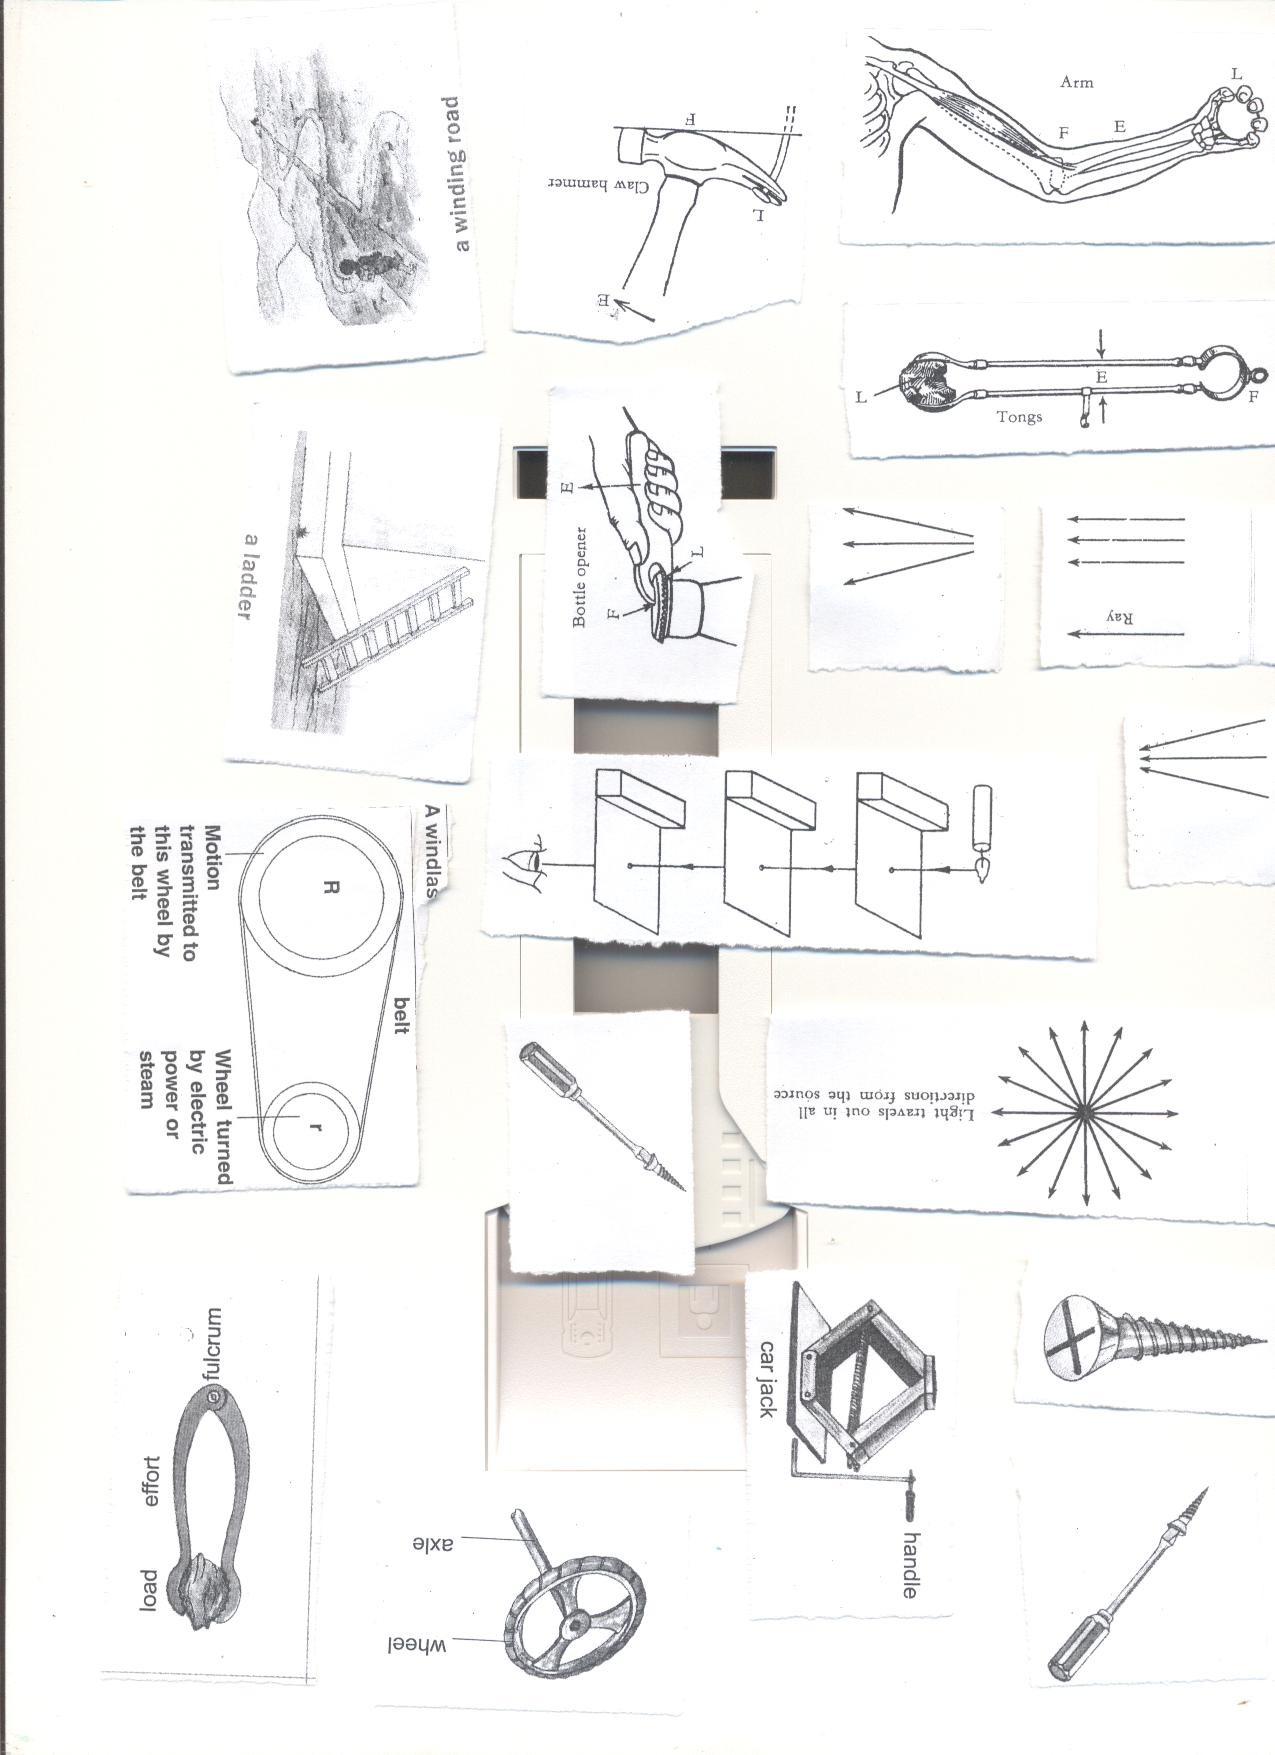 a winding road
F
Claw hammer
L
E
Arm
F
E
L
L
E
Tongs
F
a ladder
E
Bottle opener
F
L
Ray
A windlas
R
belt
r
Motion
transmitted to
this wheel by
the belt
Wheel turned
by electric
power or
steam
Light travels out in all
directions from the source
fulcrum
effort
load
axle
wheel
car jack
handle